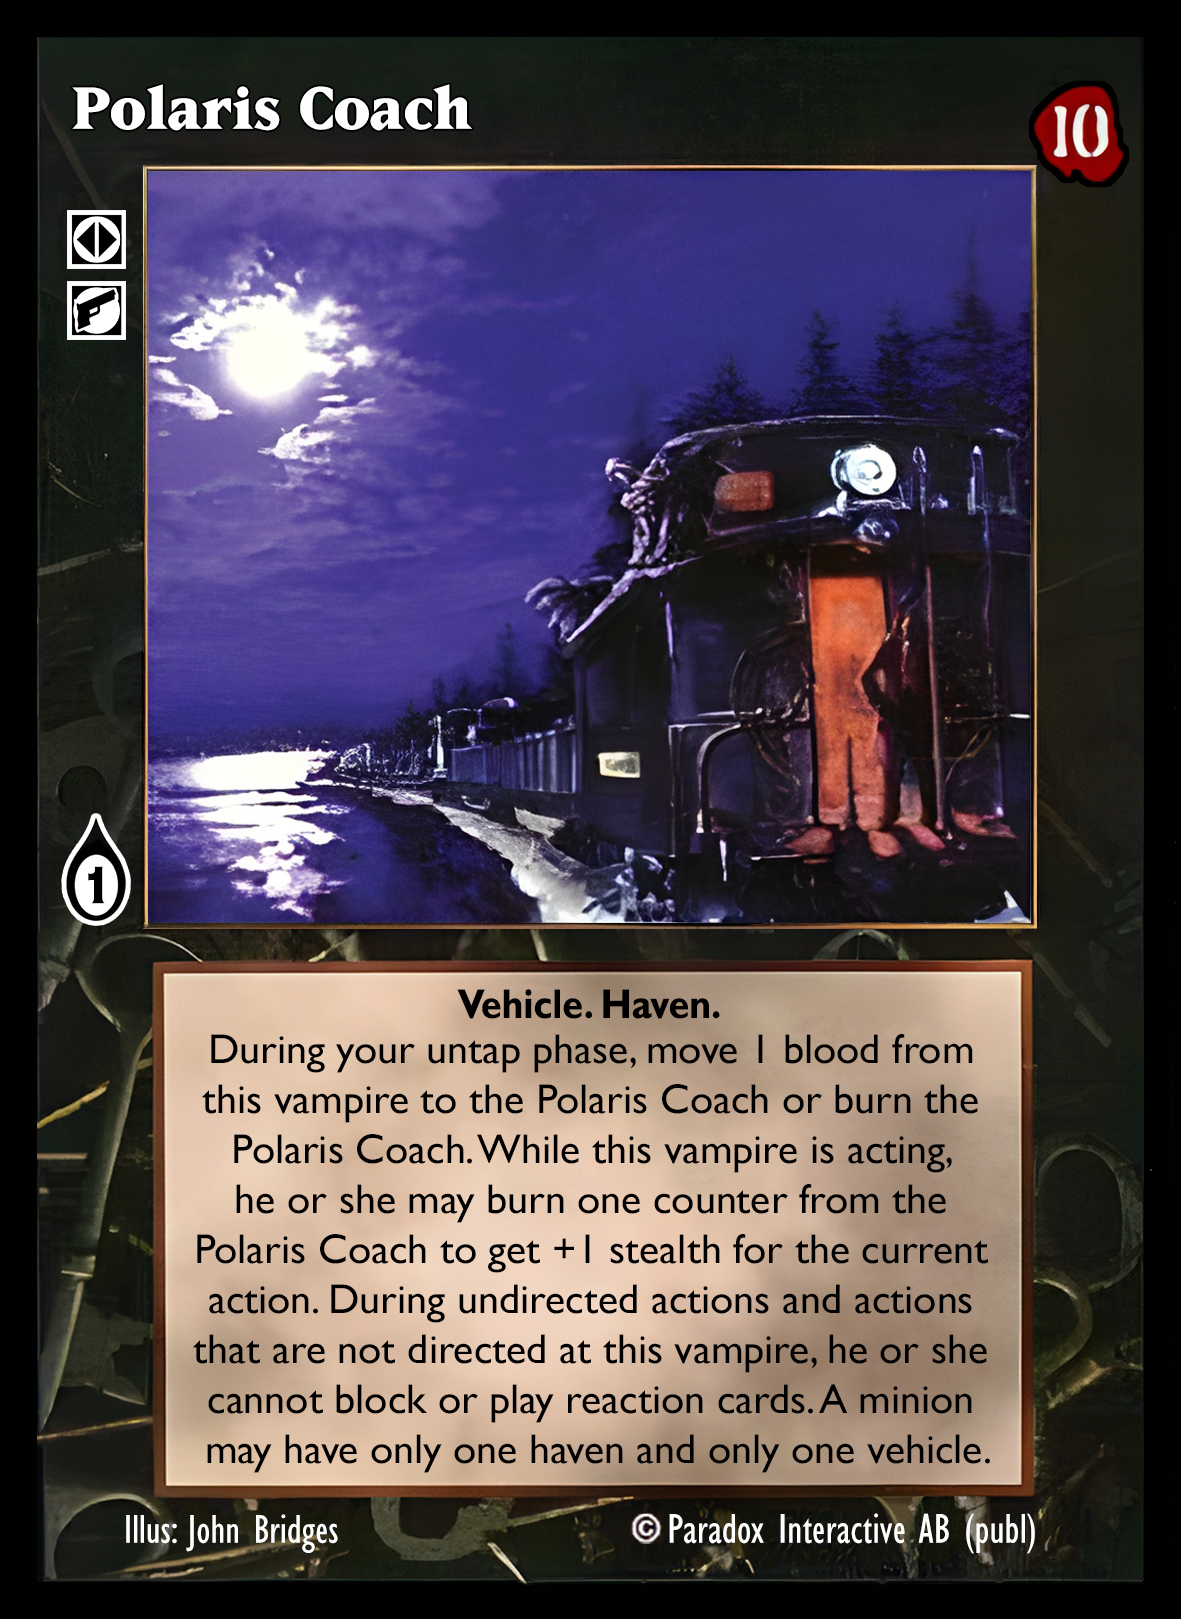 Polaris Coach
10
1
Vehicle. Haven.
During your untap phase, move 1 blood from
this vampire to the Polaris Coach or burn the
Polaris Coach. While this vampire is acting,
he or she may burn one counter from the
Polaris Coach to get +1 stealth for the current
action. During undirected actions and actions
that are not directed at this vampire, he or she
cannot block or play reaction cards. A minion
may have only one haven and only one vehicle.
Illus: John Bridges
© Paradox Interactive AB (publ)